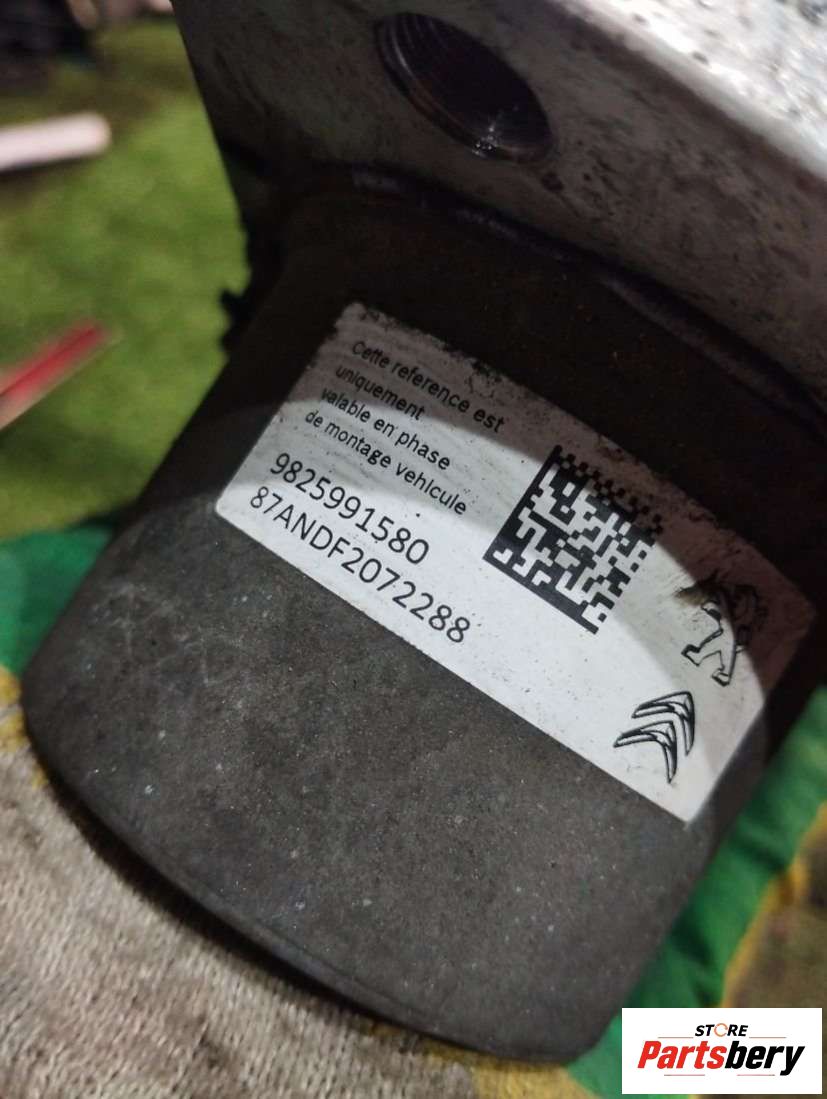 Cette reference est
uniquement
valable en phase
de montage vehicule
9825991580
87ANDF2072288
STORE
Partsbery